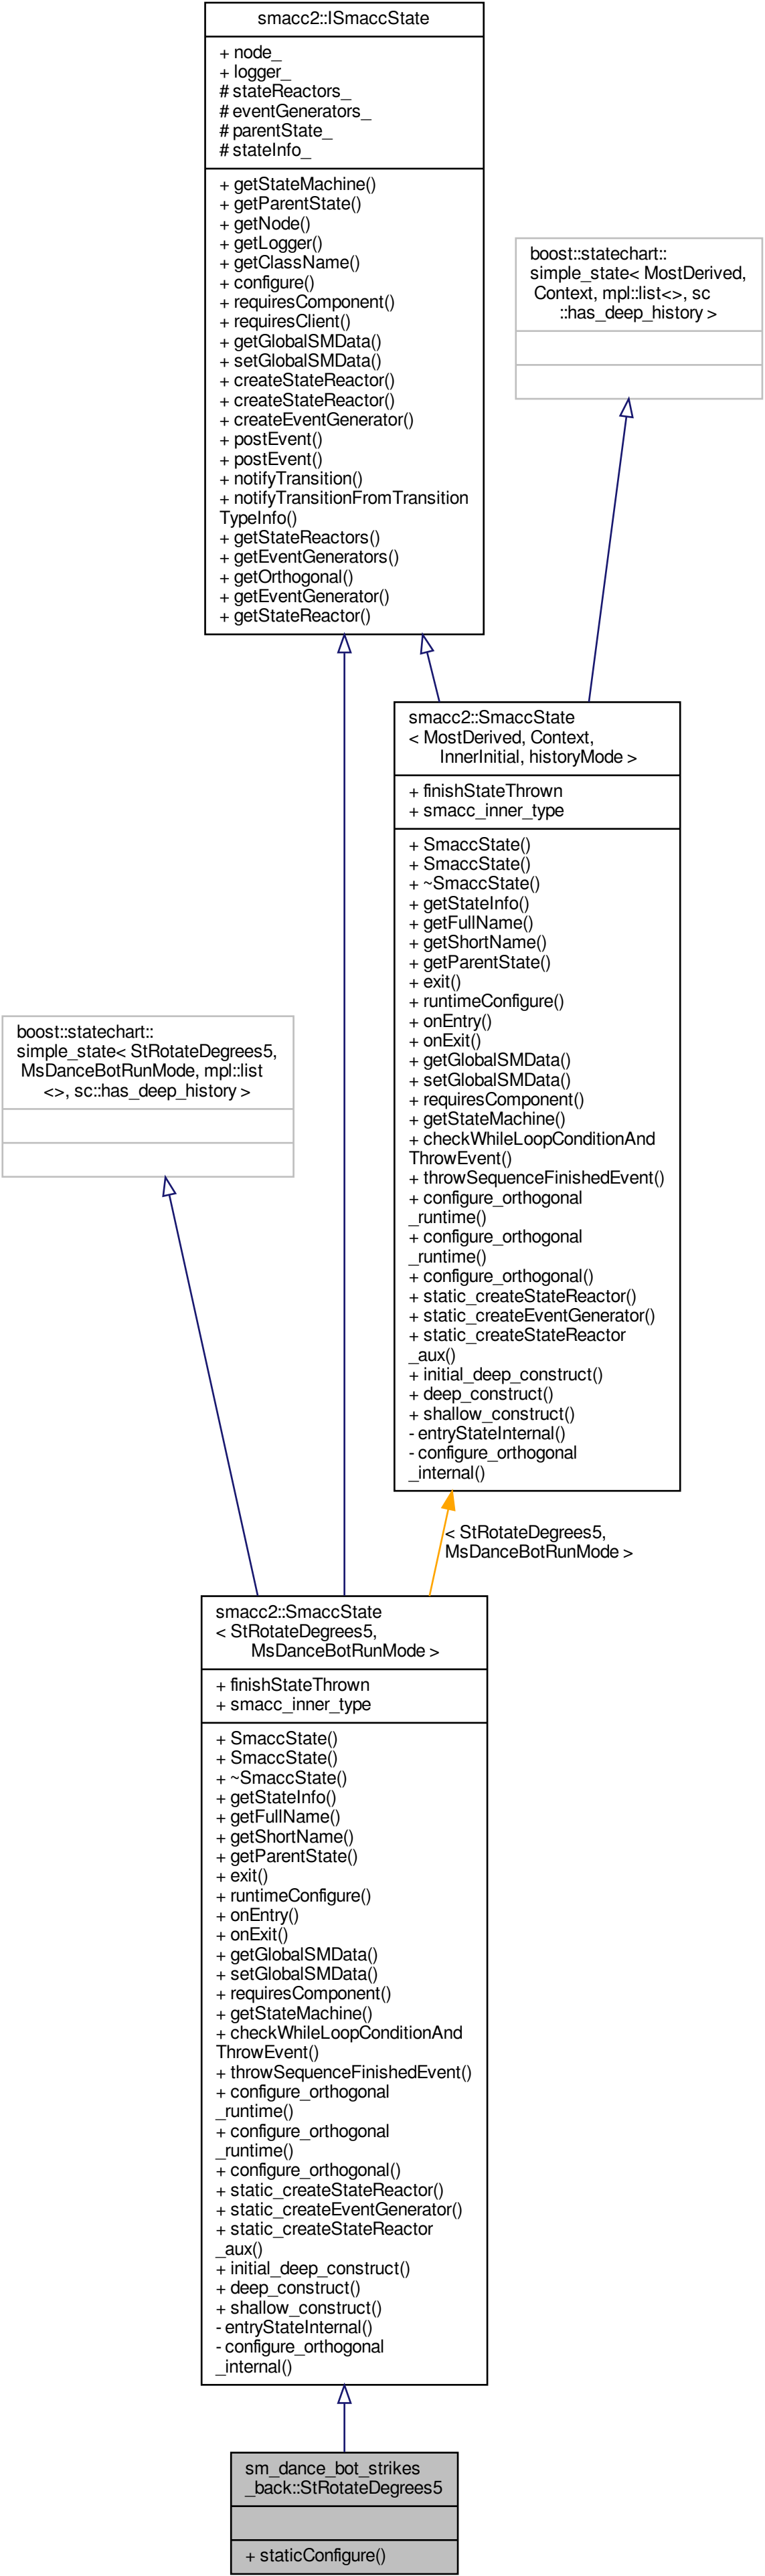 smacc2::ISmaccState
+ node_
+ logger_
# stateReactors_
# eventGenerators_
# parentState_
# stateInfo_
+ getStateMachine()
+ getParentState()
+ getNode()
+ getLogger()
+ getClassName()
+ configure()
+ requiresComponent()
+ requiresClient()
+ getGlobalSMData()
+ setGlobalSMData()
+ createStateReactor()
+ createStateReactor()
+ createEventGenerator()
+ postEvent()
+ postEvent()
+ notifyTransition()
+ notifyTransitionFromTransition
TypeInfo()
+ getStateReactors()
+ getEventGenerators()
+ getOrthogonal()
+ getEventGenerator()
+ getStateReactor()
boost::statechart::
simple_state< MostDerived,
Context, mpl::list<>, sc
::has_deep_history >
smacc2::SmaccState
< MostDerived, Context,
InnerInitial, historyMode >
+ finishStateThrown
+ smacc_inner_type
+ SmaccState()
+ SmaccState()
+ ~SmaccState()
+ getStateInfo()
+ getFullName()
+ getShortName()
+ getParentState()
+ exit()
+ runtimeConfigure()
+ onEntry()
+ onExit()
+ getGlobalSMData()
+ setGlobalSMData()
+ requiresComponent()
+ getStateMachine()
+ checkWhileLoopConditionAnd
ThrowEvent()
+ throwSequenceFinishedEvent()
+ configure_orthogonal
_runtime()
+ configure_orthogonal
_runtime()
+ configure_orthogonal()
+ static_createStateReactor()
+ static_createEventGenerator()
+ static_createStateReactor
_aux()
+ initial_deep_construct()
+ deep_construct()
+ shallow_construct()
- entryStateInternal()
- configure_orthogonal
_internal()
boost::statechart::
simple_state< StRotateDegrees5,
MsDanceBotRunMode, mpl::list
<>, sc::has_deep_history >
< StRotateDegrees5,
MsDanceBotRunMode >
smacc2::SmaccState
< StRotateDegrees5,
MsDanceBotRunMode >
+ finishStateThrown
+ smacc_inner_type
+ SmaccState()
+ SmaccState()
+ ~SmaccState()
+ getStateInfo()
+ getFullName()
+ getShortName()
+ getParentState()
+ exit()
+ runtimeConfigure()
+ onEntry()
+ onExit()
+ getGlobalSMData()
+ setGlobalSMData()
+ requiresComponent()
+ getStateMachine()
+ checkWhileLoopConditionAnd
ThrowEvent()
+ throwSequenceFinishedEvent()
+ configure_orthogonal
_runtime()
+ configure_orthogonal
_runtime()
+ configure_orthogonal()
+ static_createStateReactor()
+ static_createEventGenerator()
+ static_createStateReactor
_aux()
+ initial_deep_construct()
+ deep_construct()
+ shallow_construct()
- entryStateInternal()
- configure_orthogonal
_internal()
sm_dance_bot_strikes
_back::StRotateDegrees5
+ staticConfigure()